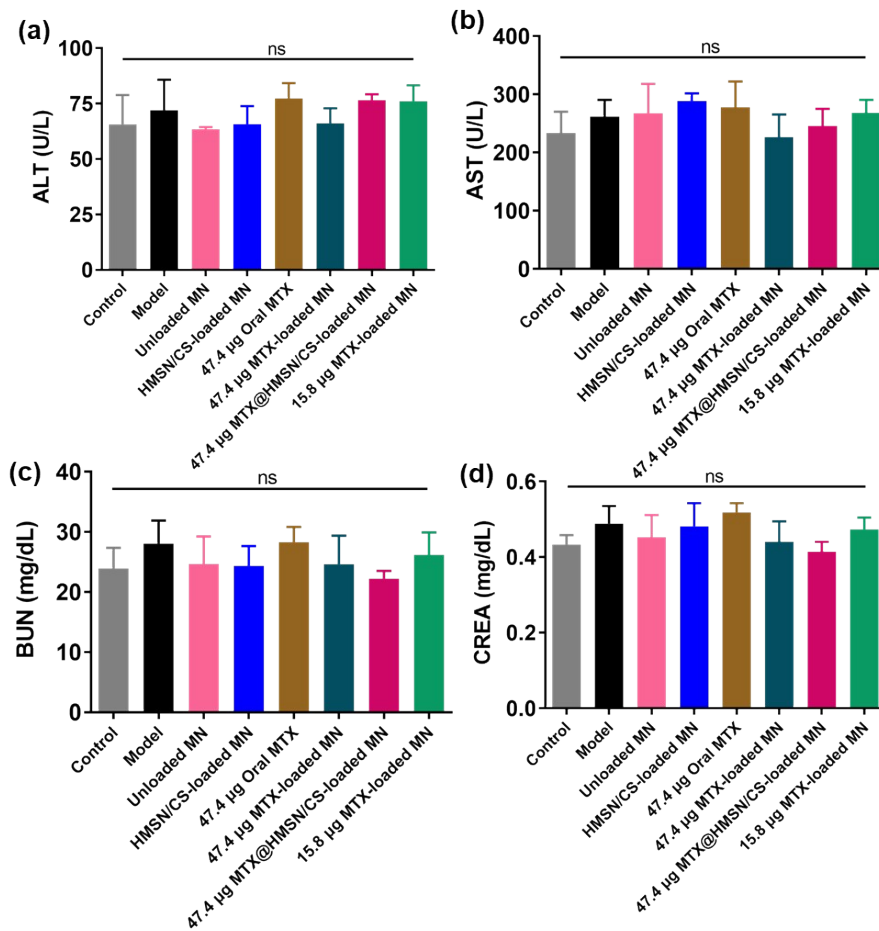 (a)
ns
100
75
50
25
0
ALT (U/L)
Control
Model
Unloaded MN
HMSN/CS-loaded MN
47.4 µg Oral MTX
47.4 µg MTX-loaded MN
47.4 µg MTX@HMSN/CS-loaded MN
15.8 µg MTX-loaded MN
(b)
ns
400
300
200
100
0
AST (U/L)
Control
Model
Unloaded MN
HMSN/CS-loaded MN
47.4 µg Oral MTX
47.4 µg MTX-loaded MN
47.4 µg MTX@HMSN/CS-loaded MN
15.8 µg MTX-loaded MN
(c)
ns
40
30
20
10
0
BUN (mg/dL)
Control
Model
Unloaded MN
HMSN/CS-loaded MN
47.4 µg Oral MTX
47.4 µg MTX-loaded MN
47.4 µg MTX@HMSN/CS-loaded MN
15.8 µg MTX-loaded MN
(d)
ns
0.6
0.4
0.2
0.0
CREA (mg/dL)
Control
Model
Unloaded MN
HMSN/CS-loaded MN
47.4 µg Oral MTX
47.4 µg MTX-loaded MN
47.4 µg MTX@HMSN/CS-loaded MN
15.8 µg MTX-loaded MN